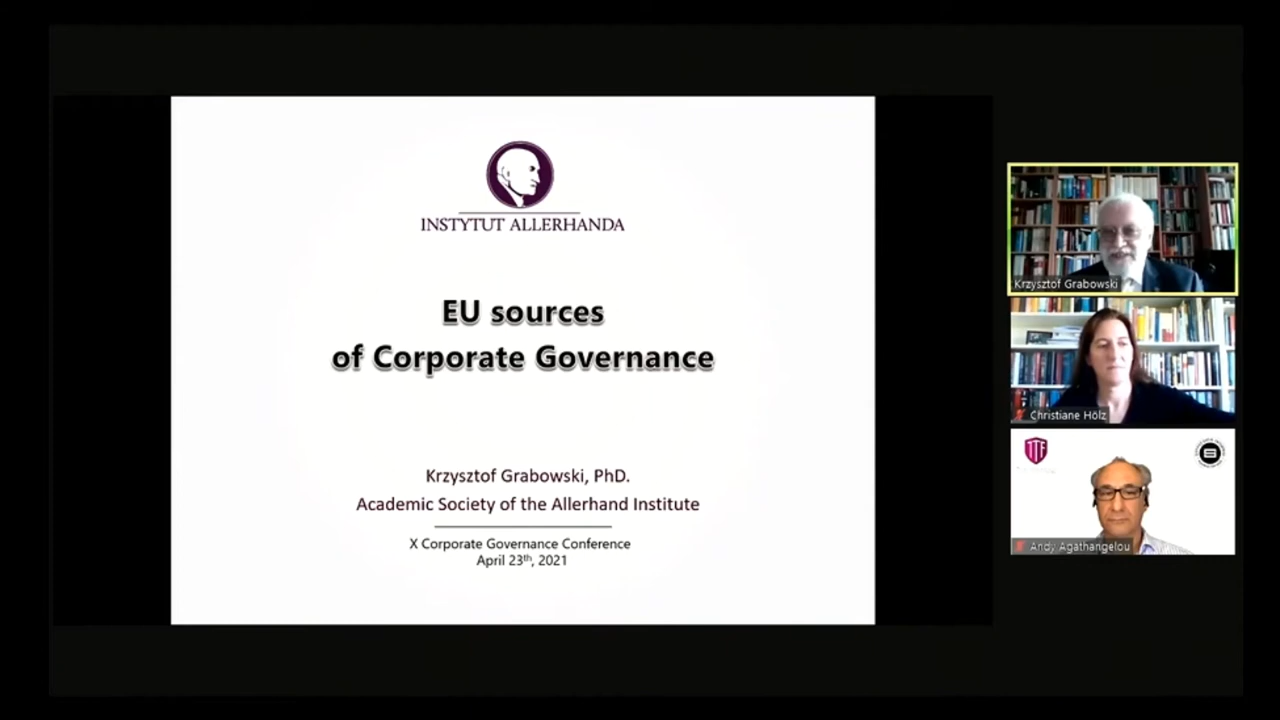 INSTYTUT ALLERHANDA
EU sources
of Corporate Governance
Krzysztof Grabowski, PhD.
Academic Society of the Allerhand Institute
X Corporate Governance Conference
April 23th, 2021
Krzysztof Grabowski
Christiane Hölz
TTF
Andy Agathangelou